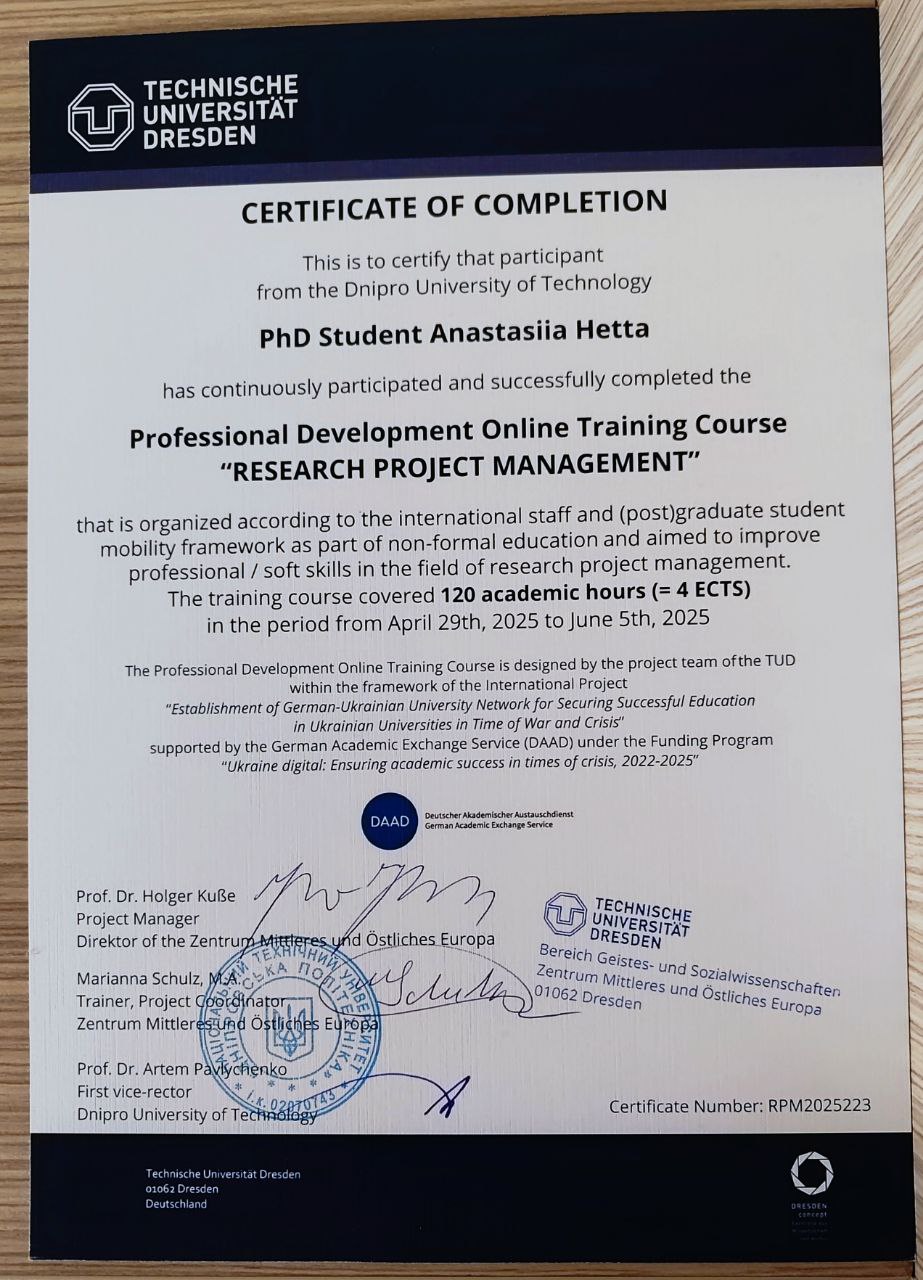 TECHNISCHE
UNIVERSITÄT
DRESDEN
CERTIFICATE OF COMPLETION
This is to certify that participant
from the Dnipro University of Technology
PhD Student Anastasiia Hetta
has continuously participated and successfully completed the
Professional Development Online Training Course
“RESEARCH PROJECT MANAGEMENT”
that is organized according to the international staff and (post)graduate student
mobility framework as part of non-formal education and aimed to improve
professional / soft skills in the field of research project management.
The training course covered 120 academic hours (= 4 ECTS)
in the period from April 29th, 2025 to June 5th, 2025
The Professional Development Online Training Course is designed by the project team of the TUD
within the framework of the International Project
“Establishment of German-Ukrainian University Network for Securing Successful Education
in Ukrainian Universities in Time of War and Crisis”
supported by the German Academic Exchange Service (DAAD) under the Funding Program
“Ukraine digital: Ensuring academic success in times of crisis, 2022-2025”
DAAD
Deutscher Akademischer Austauschdienst
German Academic Exchange Service
Prof. Dr. Holger Kuße
Project Manager
Direktor of the Zentrum Mittleres und Östliches Europa
Marianna Schulz, M.A.
Trainer, Project Coordinator
Zentrum Mittleres und Östliches Europa
Prof. Dr. Artem Pavlychenko
First vice-rector
Dnipro University of Technology
TECHNISCHE
UNIVERSITÄT
DRESDEN
Bereich Geistes- und Sozialwissenschaften
Zentrum Mittleres und Östliches Europa
01062 Dresden
ТЕХНІЧНИЙ УНІВЕРСИТЕТ
ПОЛІТЕХНІКА
І.К. 02070743
Certificate Number: RPM2025223
Technische Universität Dresden
01062 Dresden
Deutschland
DRESDEN
concept